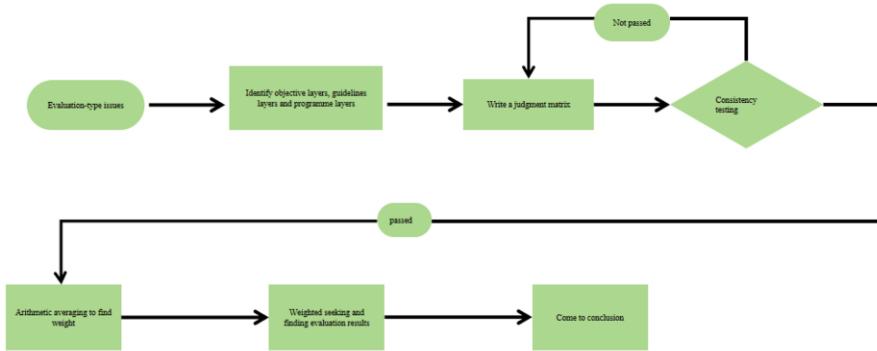 Not passed
Evaluation-type issues
Identify objective layers, guidelines
layers and programme layers
Write a judgment matrix
Consistency
testing
passed
Arithmetic averaging to find
weight
Weighted seeking and
finding evaluation results
Come to conclusion